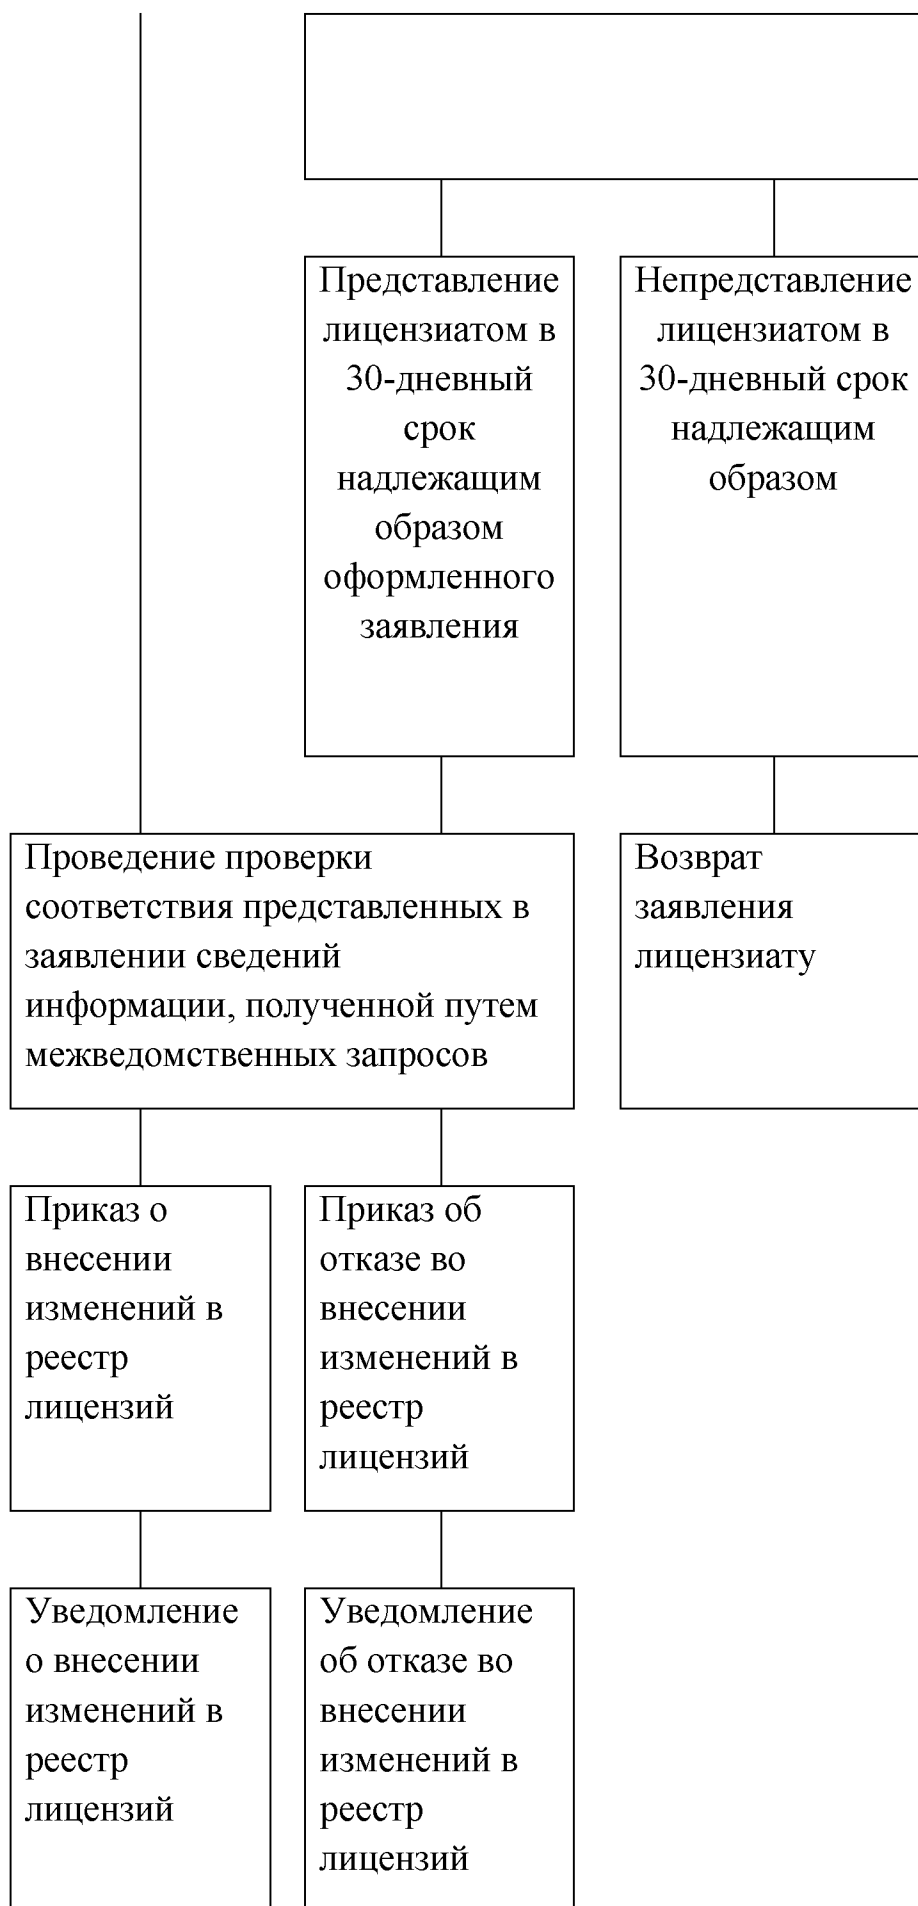 Представление
лицензиатом в
30-дневный
срок
надлежащим
образом
оформленного
заявления
Непредставление
лицензиатом в
30-дневный срок
надлежащим
образом
Проведение проверки
соответствия представленных в
заявлении сведений
информации, полученной путем
межведомственных запросов
Возврат
заявления
лицензиату
Приказ о
внесении
изменений в
реестр
лицензий
Приказ об
отказе во
внесении
изменений в
реестр
лицензий
Уведомление
о внесении
изменений в
реестр
лицензий
Уведомление
об отказе во
внесении
изменений в
реестр
лицензий